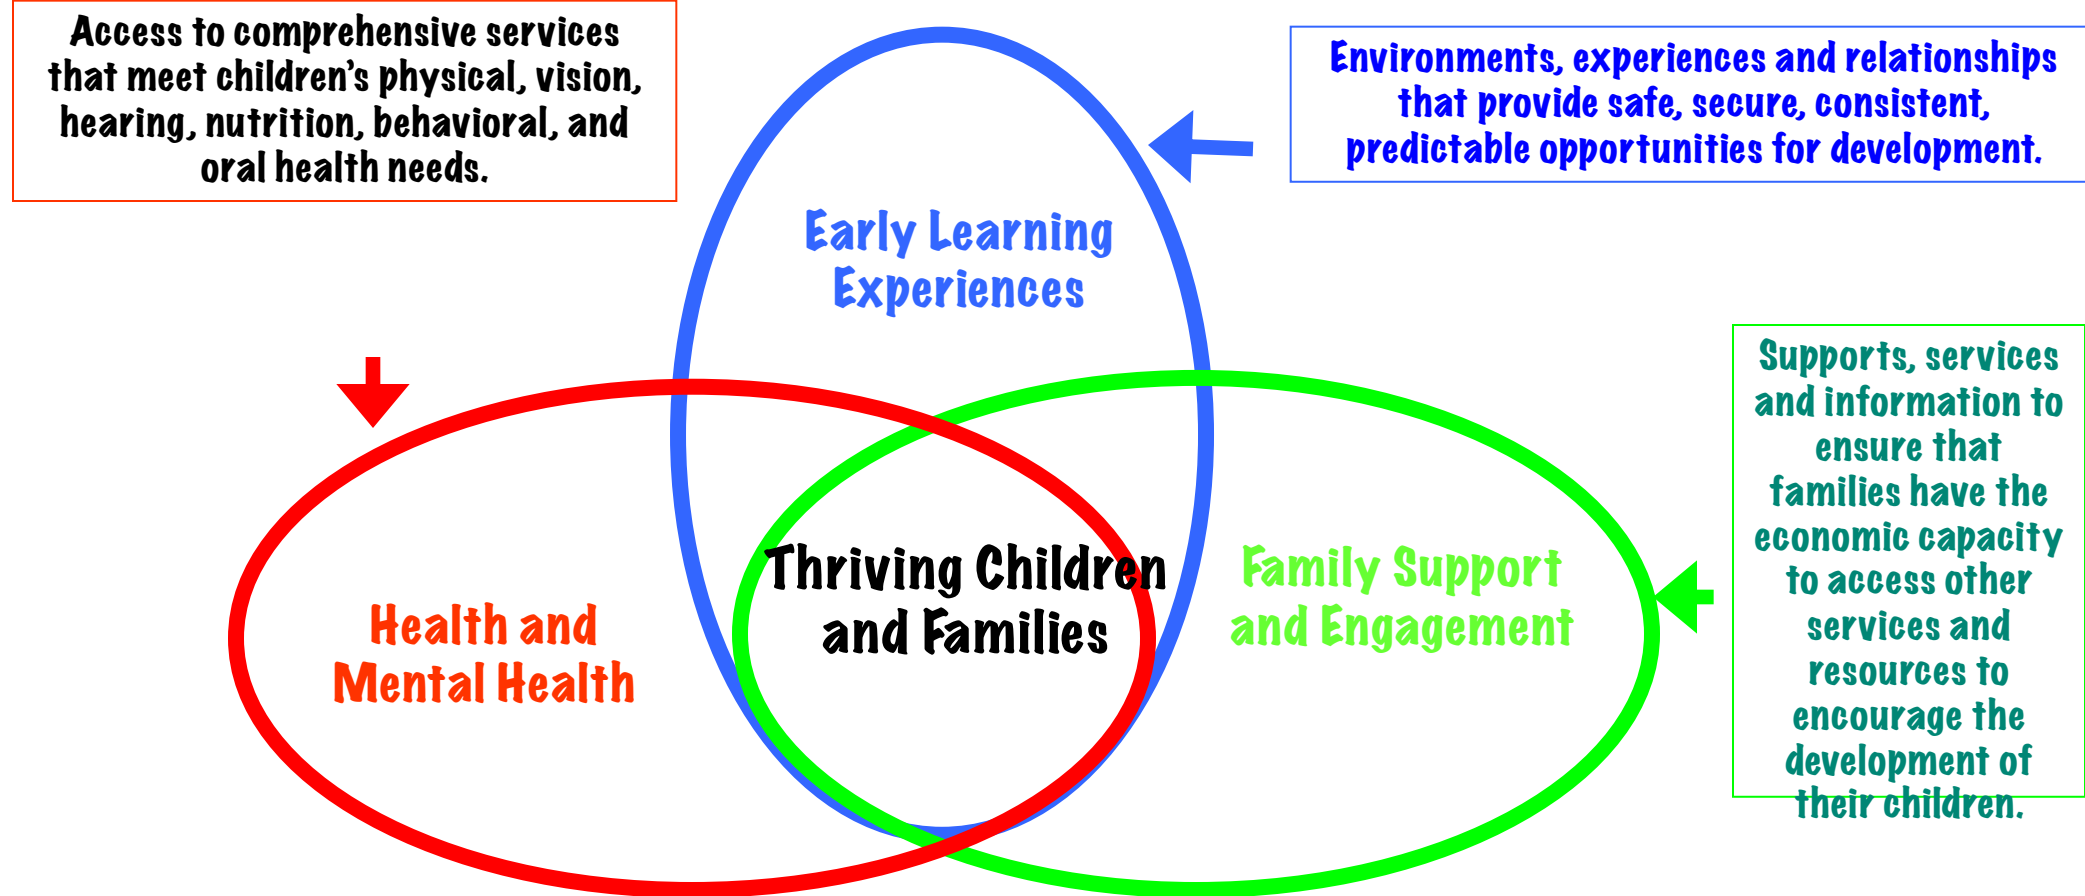 Access to comprehensive services
that meet children’s physical, vision,
hearing, nutrition, behavioral, and
oral health needs.
Environments, experiences and relationships
that provide safe, secure, consistent,
predictable opportunities for development.
Early Learning
Experiences
Supports, services
and information to
ensure that
families have the
economic capacity
to access other
services and
resources to
encourage the
development of
their children.
Thriving Children
and Families
Family Support
and Engagement
Health and
Mental Health